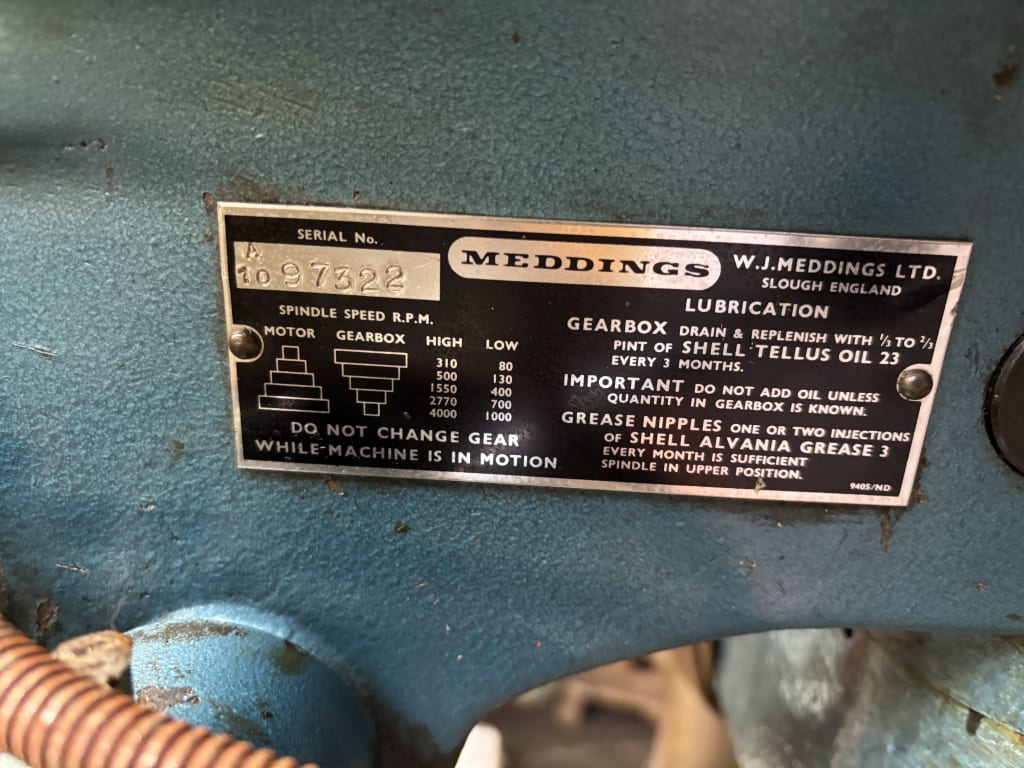 SERIAL No.
A
10 97322
SPINDLE SPEED R.P.M.
MOTOR GEARBOX HIGH LOW
310 80
500 130
1550 400
2770 700
4000 1000
DO NOT CHANGE GEAR
WHILE MACHINE IS IN MOTION
MEDDINGS
W.J.MEDDINGS LTD.
SLOUGH ENGLAND
LUBRICATION
GEARBOX DRAIN & REPLENISH WITH 1/3 TO 2/3
PINT OF SHELL TELLUS OIL 23
EVERY 3 MONTHS.
IMPORTANT DO NOT ADD OIL UNLESS
QUANTITY IN GEARBOX IS KNOWN.
GREASE NIPPLES ONE OR TWO INJECTIONS
OF SHELL ALVANIA GREASE 3
EVERY MONTH IS SUFFICIENT
SPINDLE IN UPPER POSITION.
9405/ND